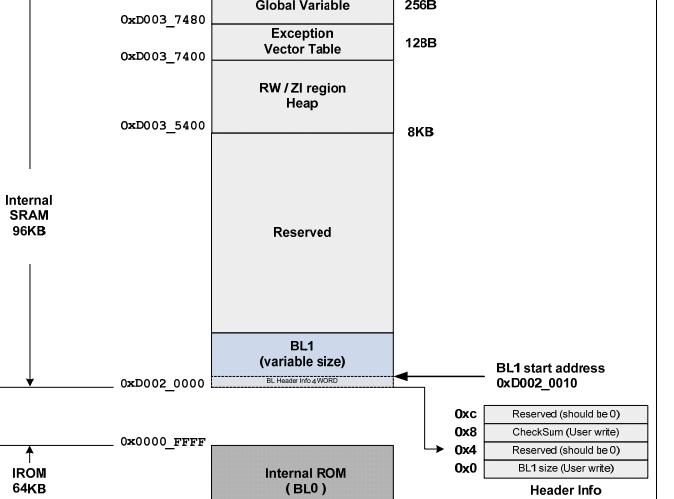 Global Variable
256B
0xD003_7480
Exception
Vector Table
128B
0xD003_7400
RW / ZI region
Heap
0xD003_5400
8KB
Internal
SRAM
96KB
Reserved
BL1
(variable size)
BL Header Info 4 WORD
0xD002_0000
BL1 start address
0xD002_0010
0xc Reserved (should be 0)
0x8 CheckSum (User write)
0x4 Reserved (should be 0)
0x0 BL1 size (User write)
Header Info
0x0000_FFFF
IROM
64KB
Internal ROM
(BL0)